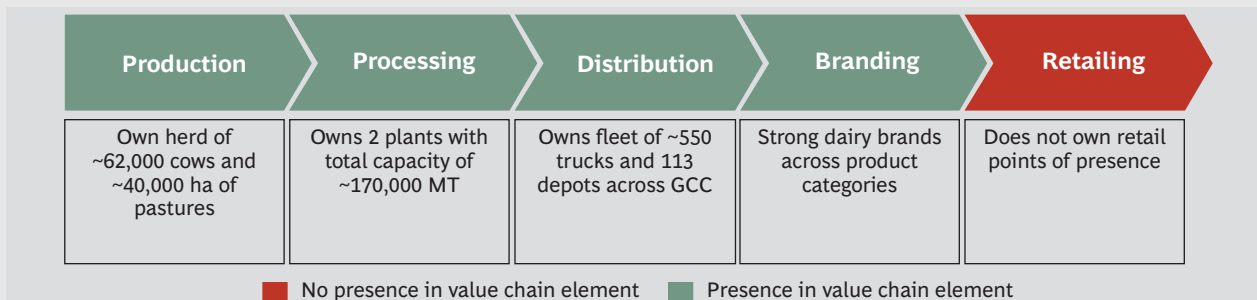 Production
Processing
Distribution
Branding
Retailing
Own herd of
~62,000 cows and
~40,000 ha of
pastures
Owns 2 plants with
total capacity of
~170,000 MT
Owns fleet of ~550
trucks and 113
depots across GCC
Strong dairy brands
across product
categories
Does not own retail
points of presence
No presence in value chain element
Presence in value chain element